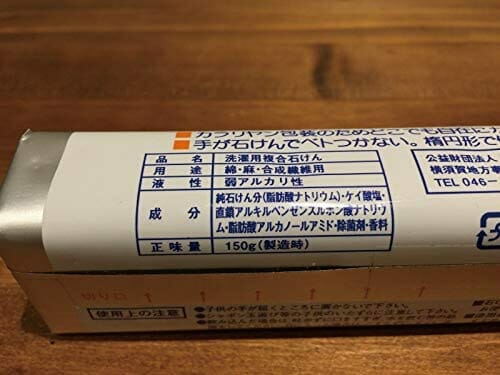 カラリヤン包装のためどこでも自在に
手が石けんでベトつかない。楕円形で
品名 洗濯用複合石けん
用途 綿・麻・合成繊維用
液性 弱アルカリ性
成分 純石けん分(脂肪酸ナトリウム)・ケイ酸塩・
直鎖アルキルベンゼンスルホン酸ナトリウ
ム・脂肪酸アルカノールアミド・除菌剤・香料
正味量 150g(製造時)
公益財団法人
横須賀地方
TEL 046-
切り口
使用上の注意
●子供の手が届くところに置かないで下さい。